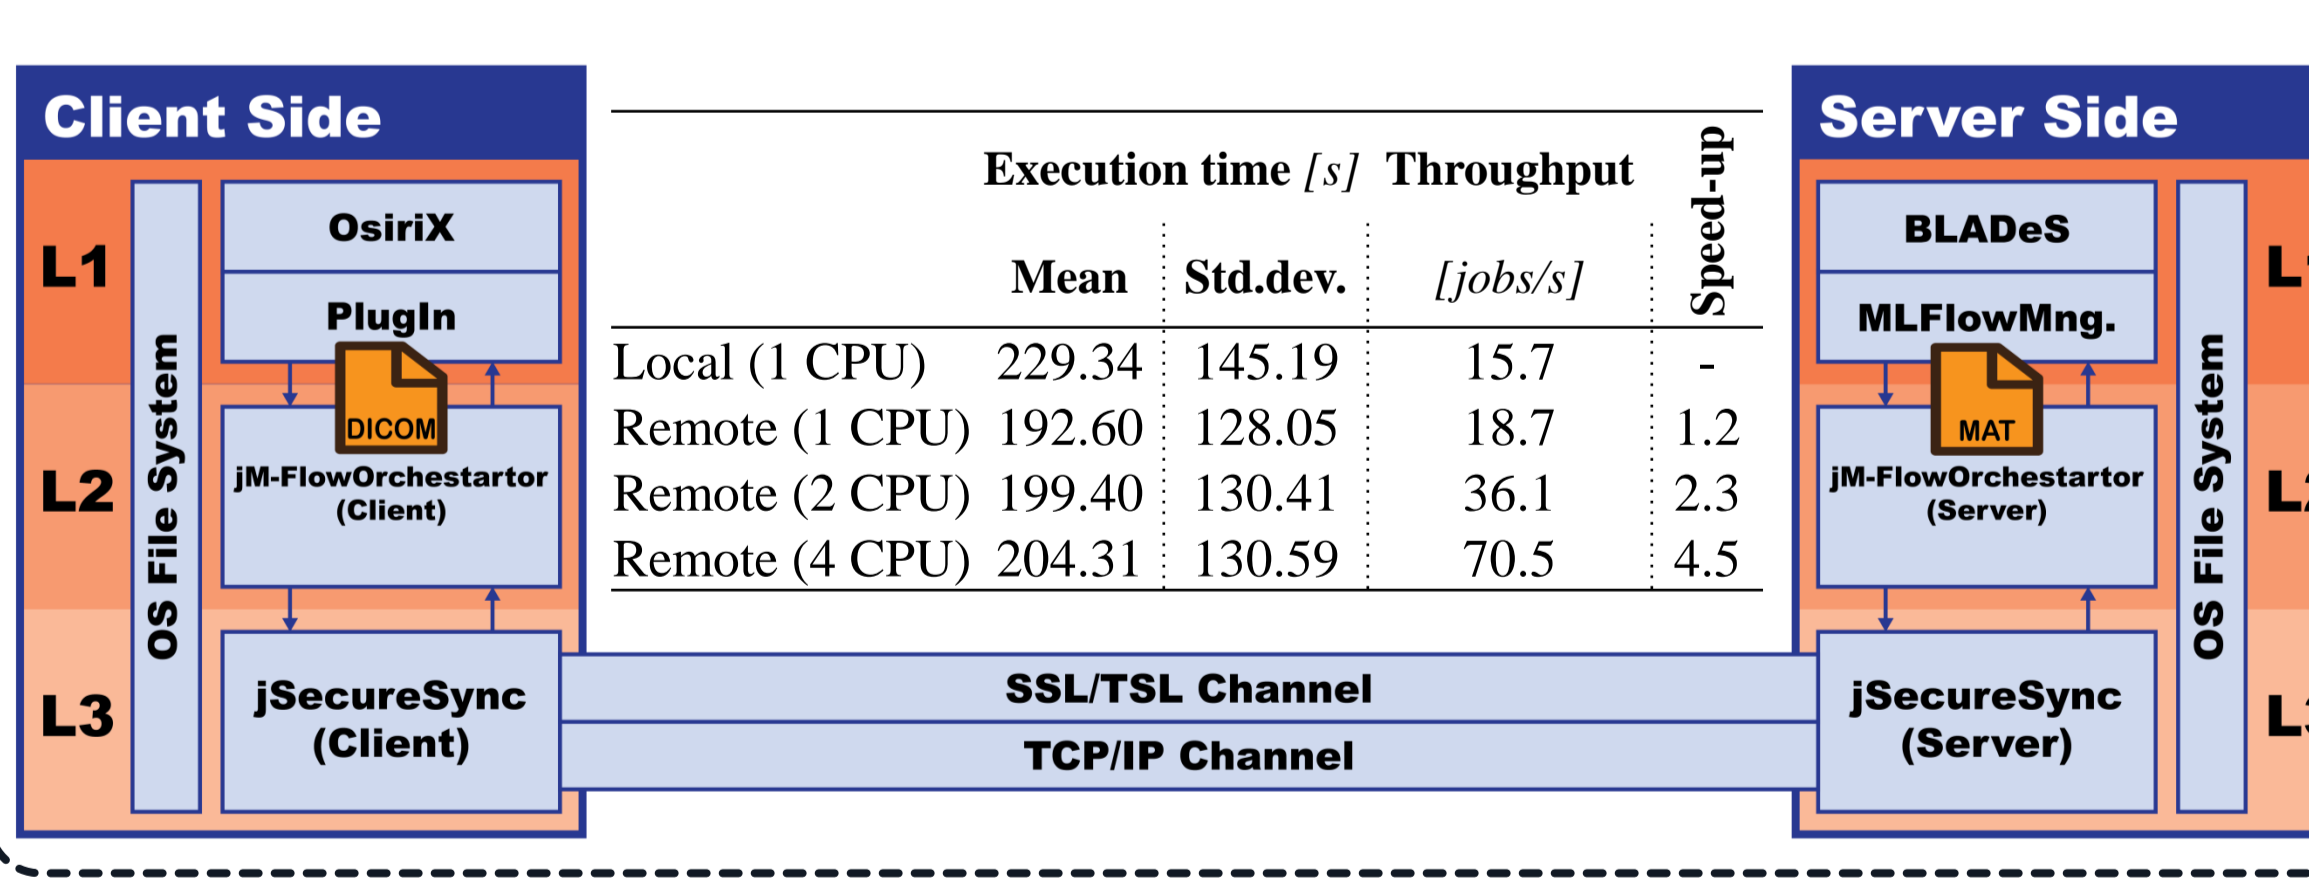 Client Side
L1
L2
L3
OS File System
OsiriX
PlugIn
DICOM
jM-FlowOrchestartor
(Client)
jSecureSync
(Client)
Execution time [s] Throughput Speed-up
Mean Std.dev. [jobs/s]
Local (1 CPU) 229.34 145.19 15.7 -
Remote (1 CPU) 192.60 128.05 18.7 1.2
Remote (2 CPU) 199.40 130.41 36.1 2.3
Remote (4 CPU) 204.31 130.59 70.5 4.5
SSL/TSL Channel
TCP/IP Channel
Server Side
BLADeS
MLFlowMng.
MAT
jM-FlowOrchestartor
(Server)
jSecureSync
(Server)
OS File System